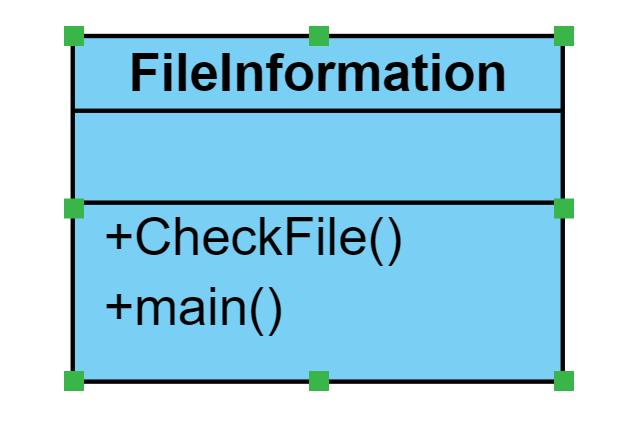 FileInformation
+CheckFile()
+main()